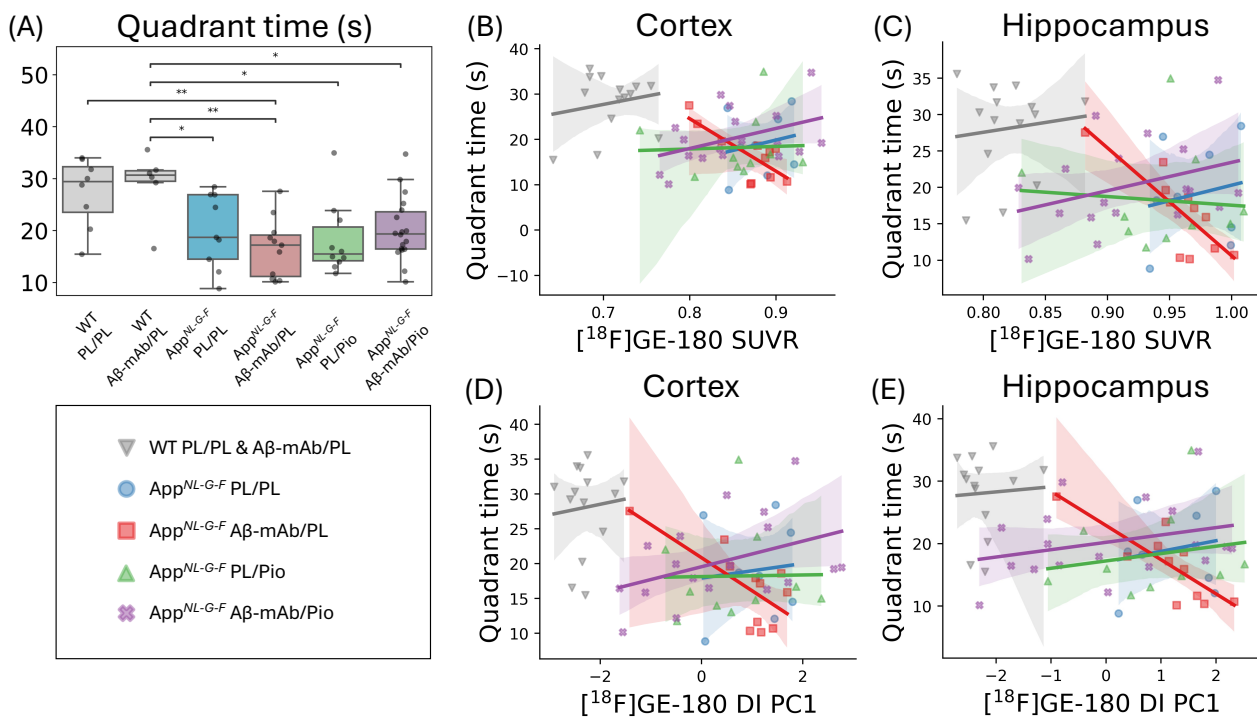 (A) Quadrant time (s)
50
40
30
20
10
* 
*
**
**
*
WT
PL/PL
WT
Aβ-mAb/PL
App^NL-G-F
PL/PL
App^NL-G-F
Aβ-mAb/PL
App^NL-G-F
PL/Pio
App^NL-G-F
Aβ-mAb/Pio
WT PL/PL & Aβ-mAb/PL
App^NL-G-F PL/PL
App^NL-G-F Aβ-mAb/PL
App^NL-G-F PL/Pio
App^NL-G-F Aβ-mAb/Pio
(B) Cortex
Quadrant time (s)
40
30
20
10
0
−10
0.7 0.8 0.9
[¹⁸F]GE-180 SUVR
(C) Hippocampus
Quadrant time (s)
35
30
25
20
15
10
0.80 0.85 0.90 0.95 1.00
[¹⁸F]GE-180 SUVR
(D) Cortex
Quadrant time (s)
40
35
30
25
20
15
10
−2 0 2
[¹⁸F]GE-180 DI PC1
(E) Hippocampus
Quadrant time (s)
40
30
20
10
−2 −1 0 1 2
[¹⁸F]GE-180 DI PC1